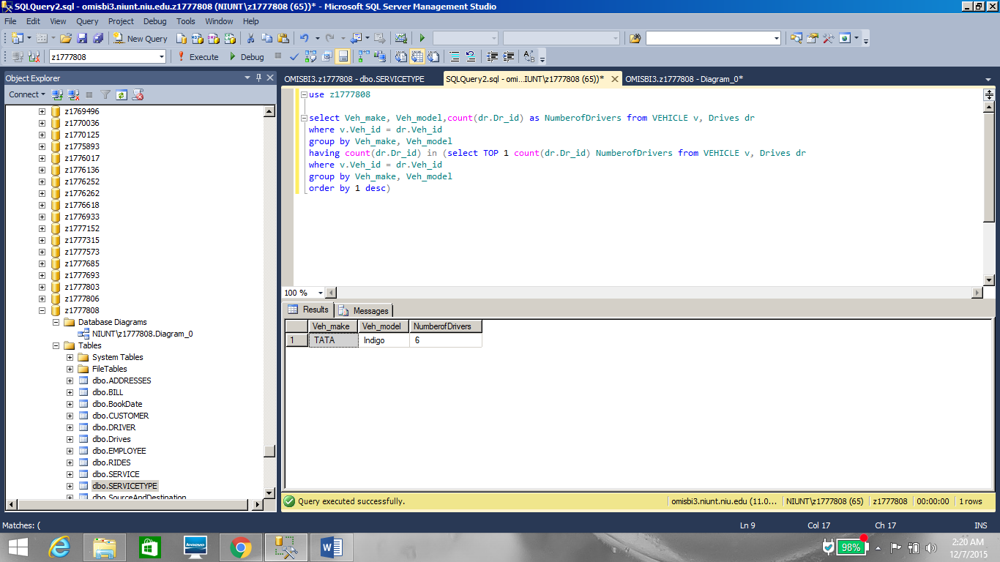 SQLQuery2.sql - omisbi3.niunt.niu.edu.z1777808 (NIUNT\z1777808 (65))* - Microsoft SQL Server Management Studio
File Edit View Query Project Debug Tools Window Help
New Query
z1777808 Execute Debug
Object Explorer
Connect
z1769496
z1770036
z1770125
z1775893
z1776017
z1776136
z1776252
z1776262
z1776618
z1776933
z1777152
z1777315
z1777573
z1777685
z1777693
z1777803
z1777806
z1777808
Database Diagrams
NIUNT\z1777808.Diagram_0
Tables
System Tables
FileTables
dbo.ADDRESSES
dbo.BILL
dbo.BookDate
dbo.CUSTOMER
dbo.DRIVER
dbo.Drives
dbo.EMPLOYEE
dbo.RIDES
dbo.SERVICE
dbo.SERVICETYPE
dbo.SourceAndDestination
OMISBI3.z1777808 - dbo.SERVICETYPE SQLQuery2.sql - omi...IUNT\z1777808 (65))* OMISBI3.z1777808 - Diagram_0*
use z1777808
select Veh_make, Veh_model,count(dr.Dr_id) as NumberofDrivers from VEHICLE v, Drives dr
where v.Veh_id = dr.Veh_id
group by Veh_make, Veh_model
having count(dr.Dr_id) in (select TOP 1 count(dr.Dr_id) NumberofDrivers from VEHICLE v, Drives dr
where v.Veh_id = dr.Veh_id
group by Veh_make, Veh_model
order by 1 desc)
100 %
Results Messages
Veh_make Veh_model NumberofDrivers
1 TATA Indigo 6
Query executed successfully. omisbi3.niunt.niu.edu (11.0... NIUNT\z1777808 (65) z1777808 00:00:00 1 rows
Matches: ( Ln 9 Col 17 Ch 17 INS
lenovo
98%
2:20 AM
12/7/2015